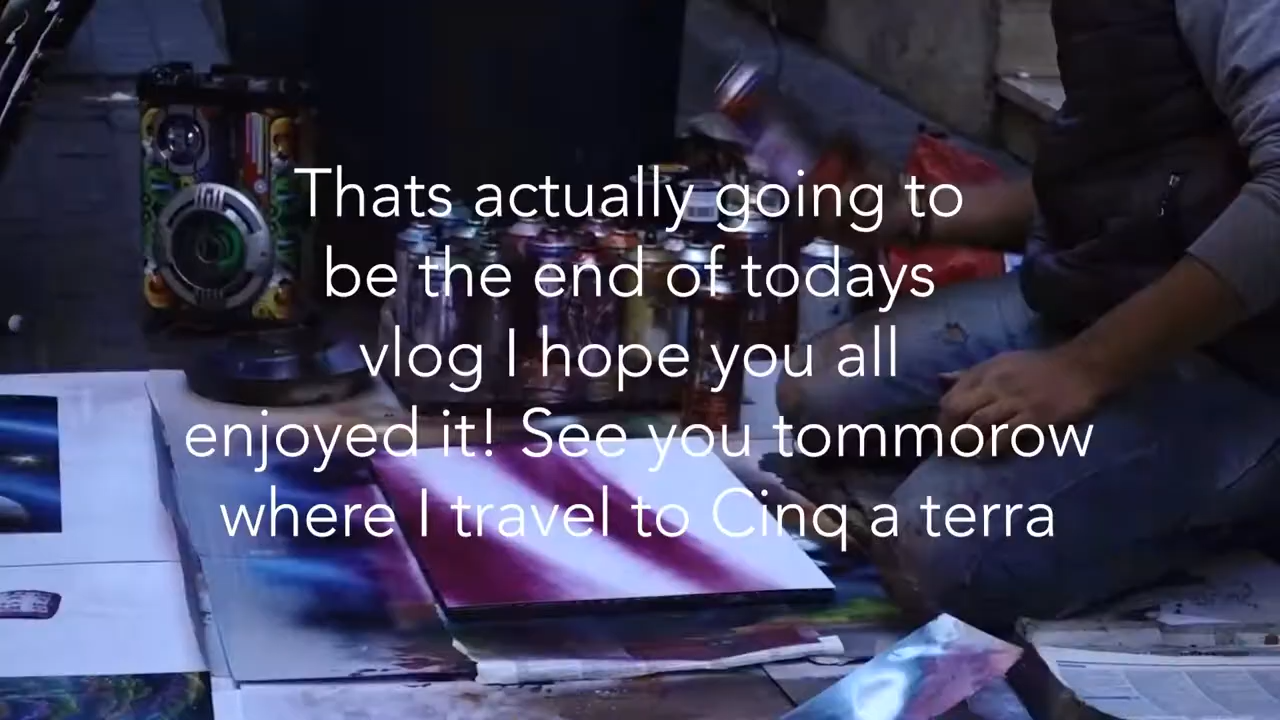 Thats actually going to
be the end of todays
vlog I hope you all
enjoyed it! See you tommorow
where I travel to Cinq a terra